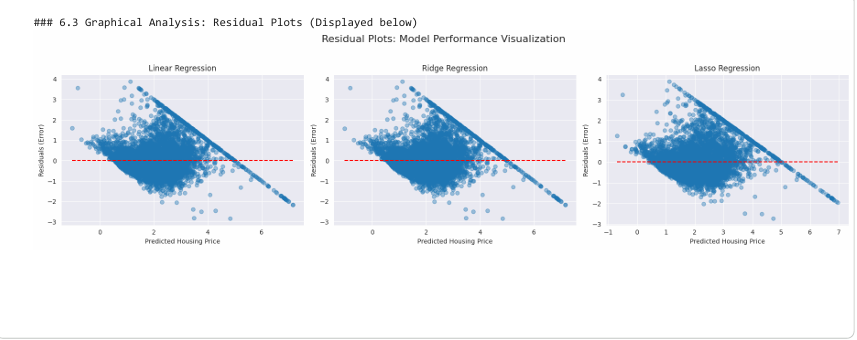 ### 6.3 Graphical Analysis: Residual Plots (Displayed below)
Residual Plots: Model Performance Visualization
Linear Regression
Residuals (Error)
4
3
2
1
0
−1
−2
−3
0 2 4 6
Predicted Housing Price
Ridge Regression
Residuals (Error)
4
3
2
1
0
−1
−2
−3
0 2 4 6
Predicted Housing Price
Lasso Regression
Residuals (Error)
4
3
2
1
0
−1
−2
−3
−1 0 1 2 3 4 5 6 7
Predicted Housing Price